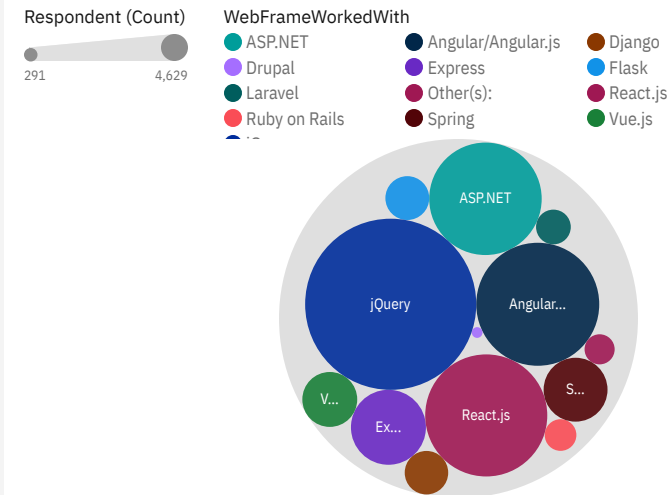 Respondent (Count)
291
4,629
WebFrameWorkedWith
ASP.NET
Angular/Angular.js
Django
Drupal
Express
Flask
Laravel
Other(s):
React.js
Ruby on Rails
Spring
Vue.js
ASP.NET
jQuery
Angular...
S...
V...
Ex...
React.js